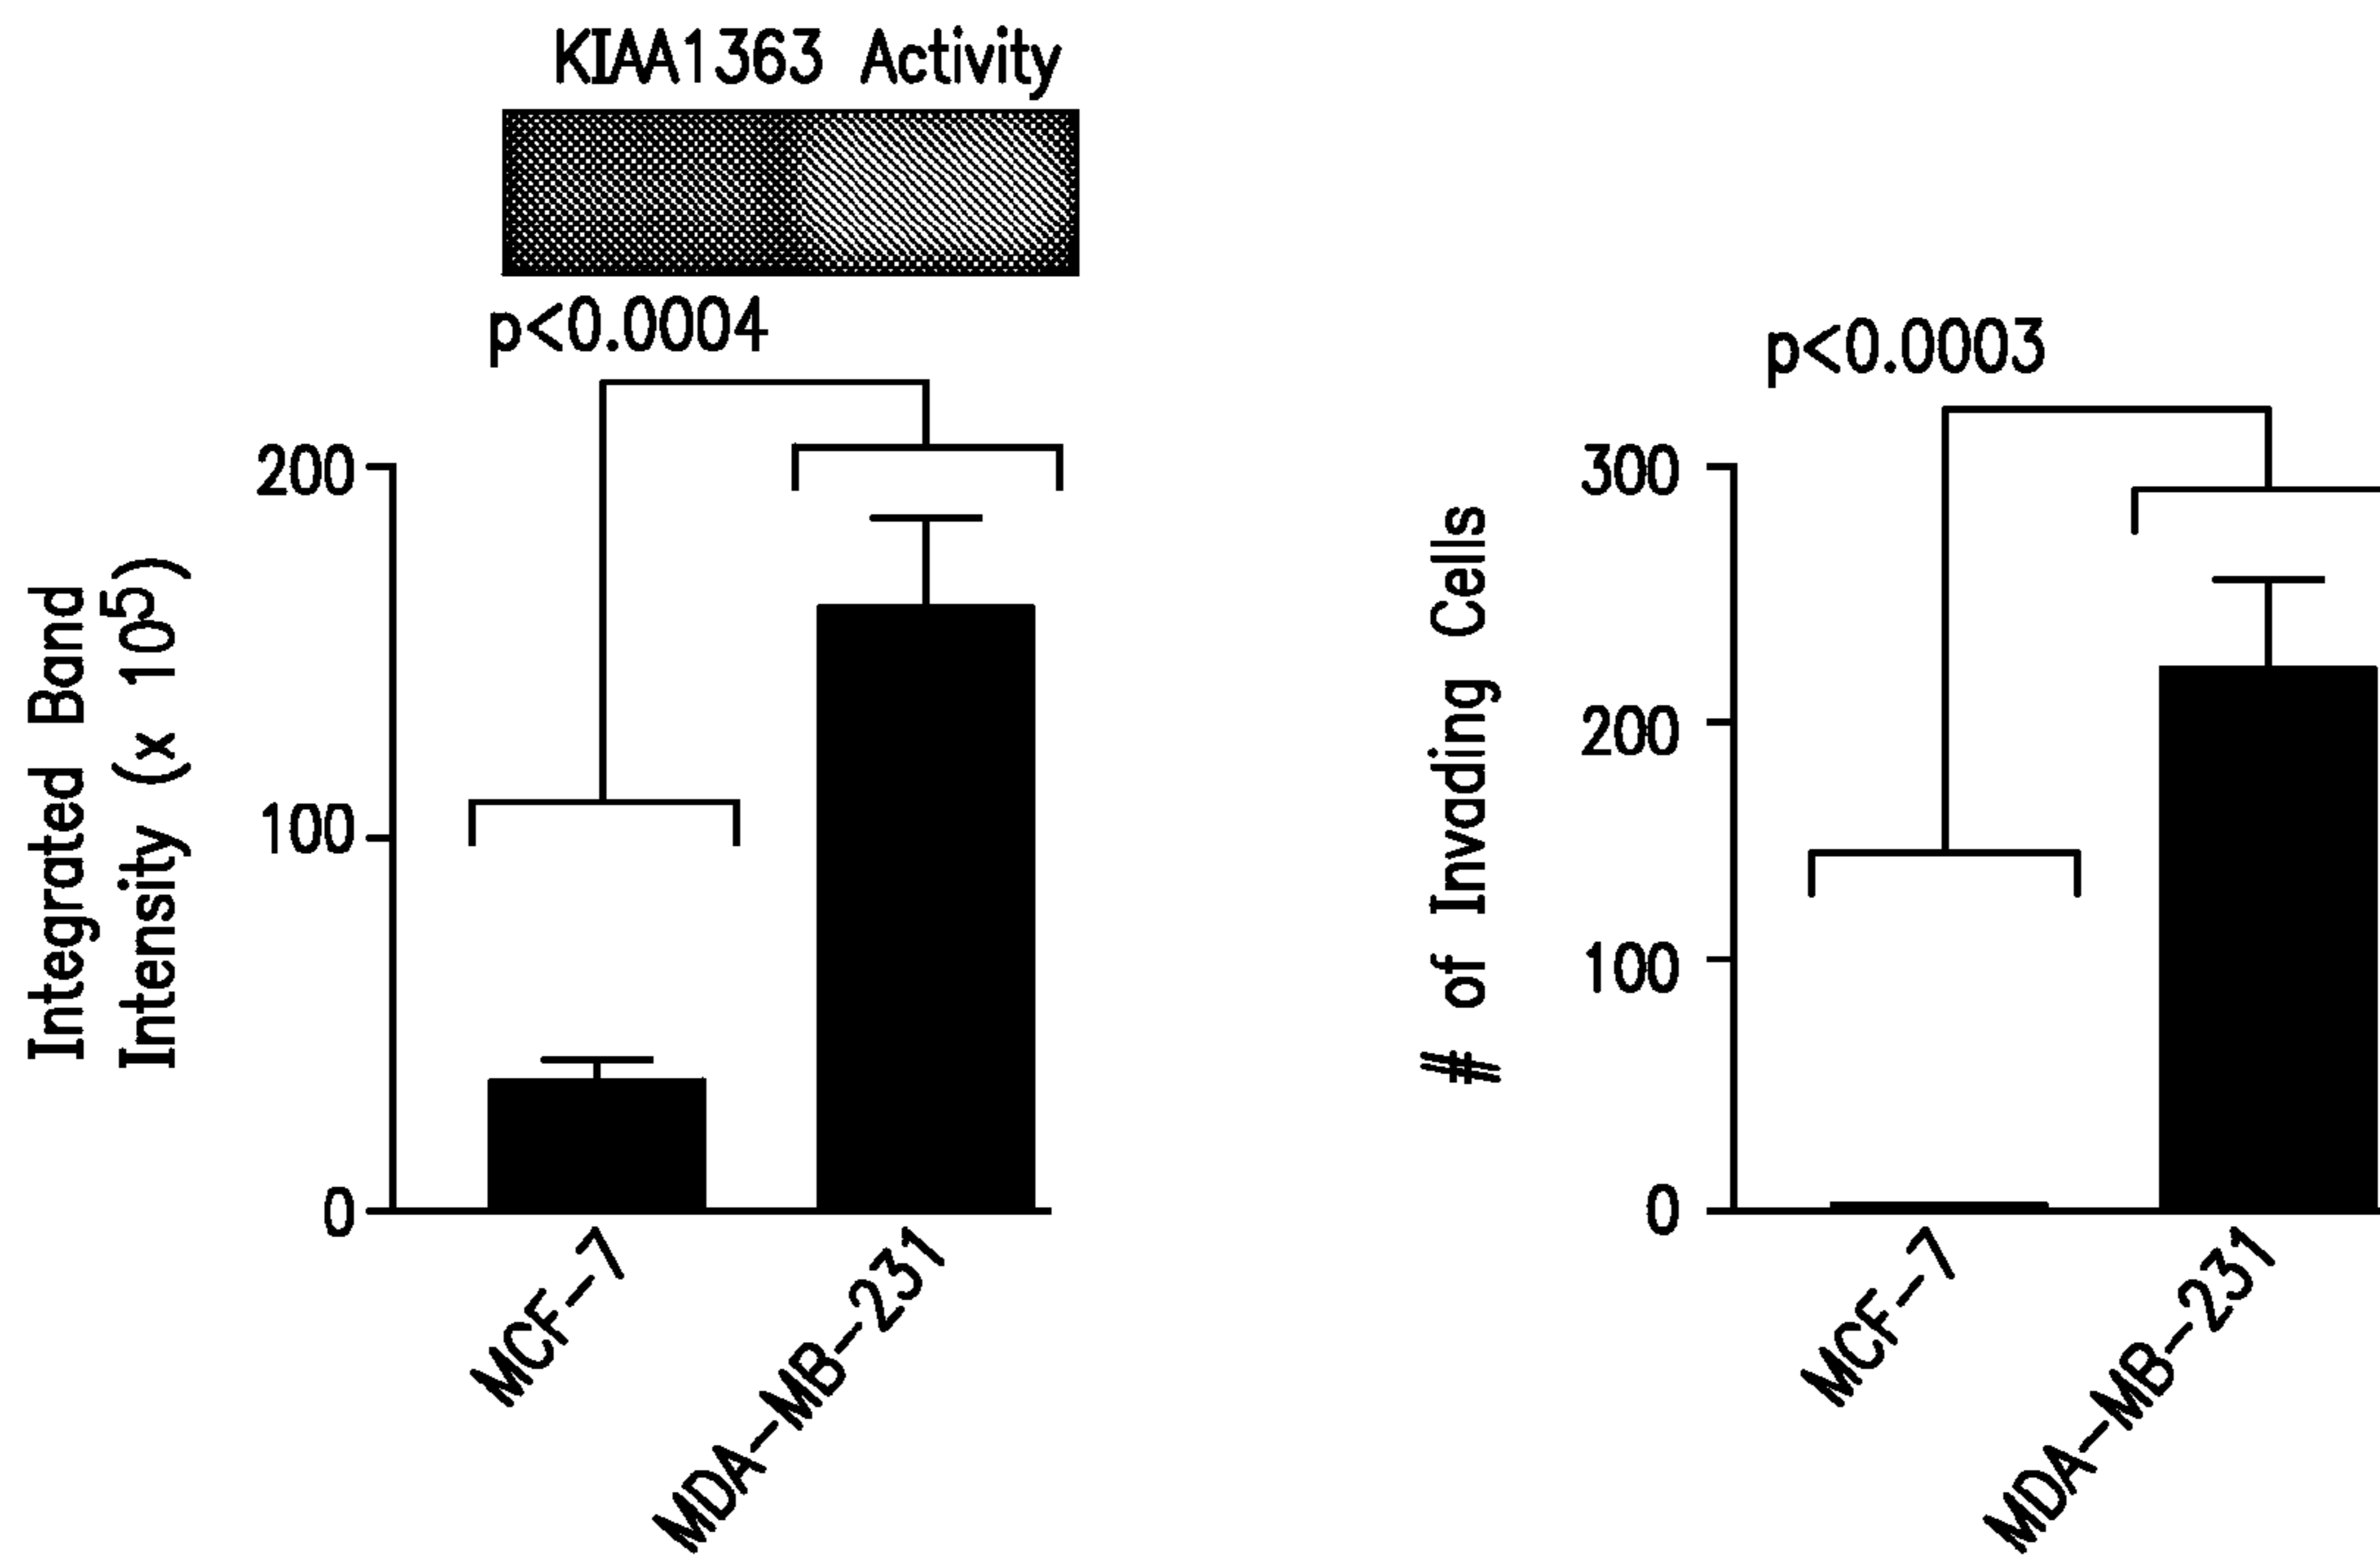 KIAA1363 Activity
p<0.0004
200
100
0
Integrated Band
Intensity (x 10⁵)
MCF-7
MDA-MB-231
p<0.0003
300
200
100
0
# of Invading Cells
MCF-7
MDA-MB-231